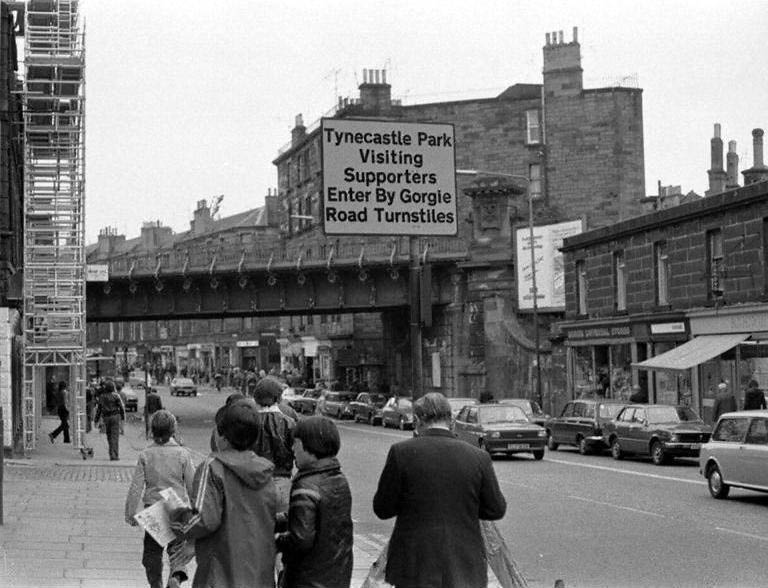 Tynecastle Park
Visiting
Supporters
Enter By Gorgie
Road Turnstiles